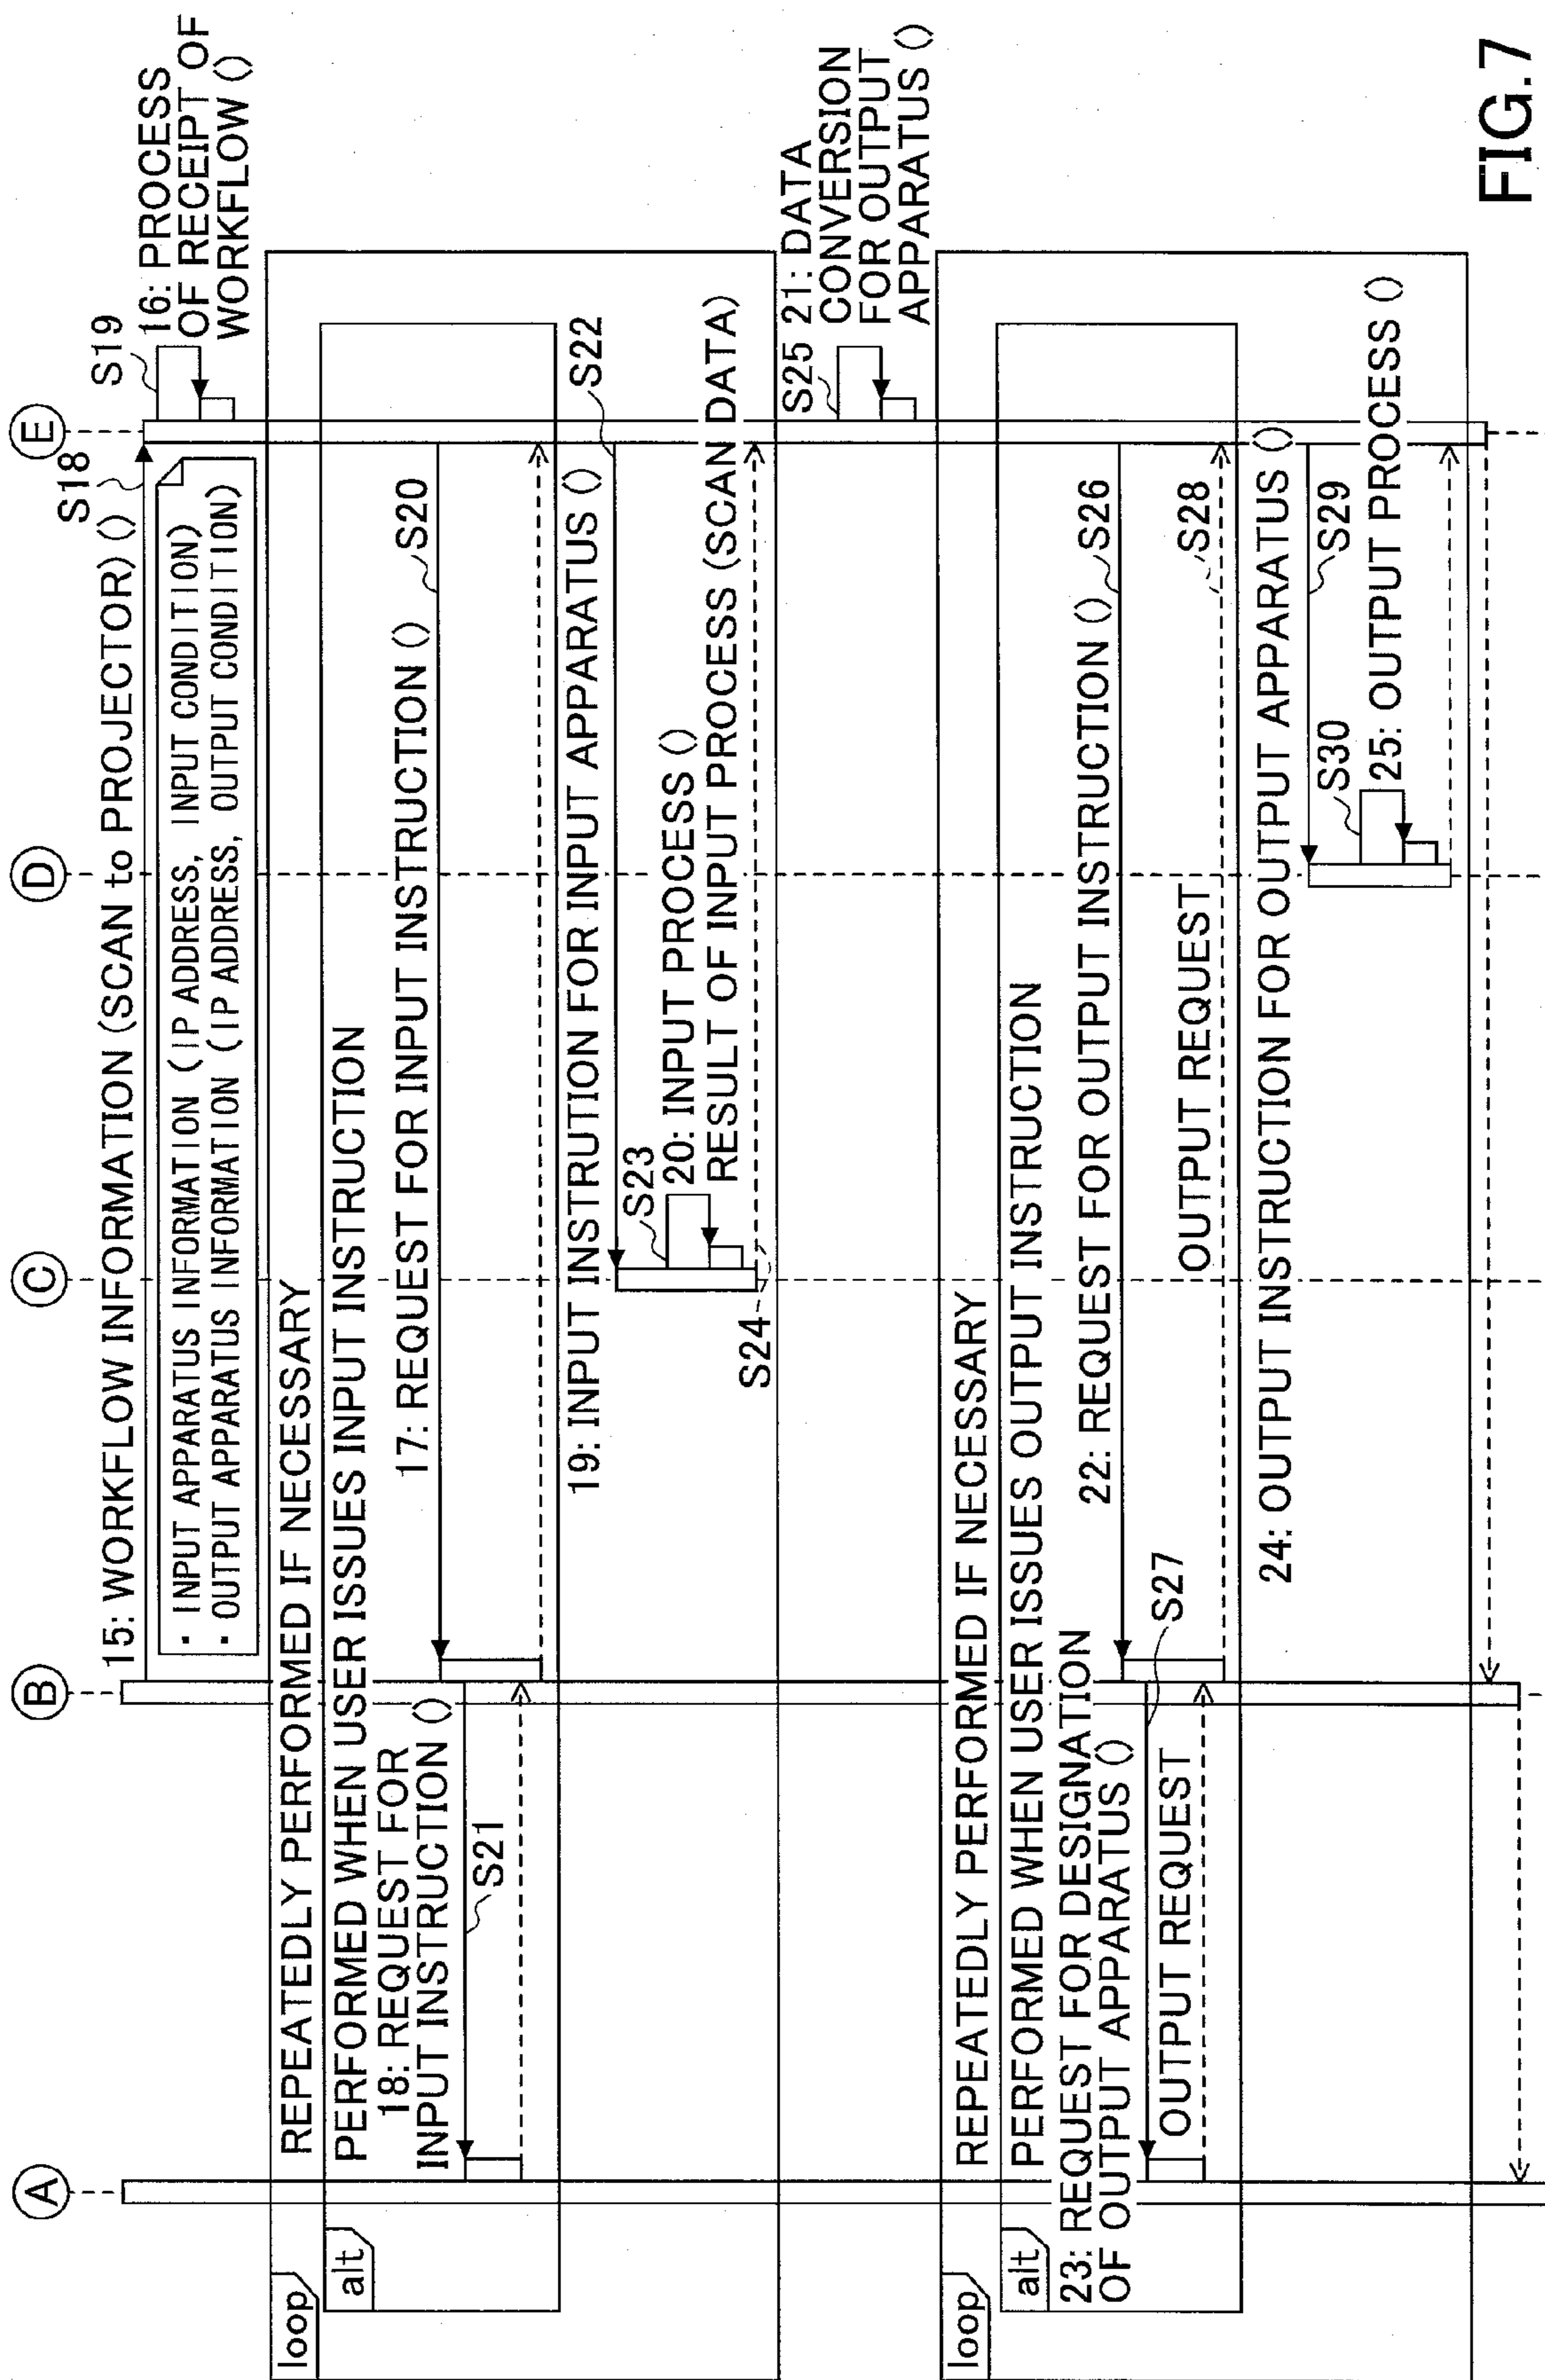 A
B
C
D
E
15: WORKFLOW INFORMATION (SCAN to PROJECTOR) ()
S18
S19
16: PROCESS
OF RECEIPT OF
WORKFLOW ()
· INPUT APPARATUS INFORMATION (IP ADDRESS, INPUT CONDITION)
· OUTPUT APPARATUS INFORMATION (IP ADDRESS, OUTPUT CONDITION)
loop
REPEATEDLY PERFORMED IF NECESSARY
alt
PERFORMED WHEN USER ISSUES INPUT INSTRUCTION
17: REQUEST FOR INPUT INSTRUCTION ()
S20
18: REQUEST FOR
INPUT INSTRUCTION ()
S21
19: INPUT INSTRUTION FOR INPUT APPARATUS ()
S22
S23
20: INPUT PROCESS ()
RESULT OF INPUT PROCESS (SCAN DATA)
S24
S25
21: DATA
CONVERSION
FOR OUTPUT
APPARATUS ()
loop
REPEATEDLY PERFORMED IF NECESSARY
alt
PERFORMED WHEN USER ISSUES OUTPUT INSTRUCTION
22: REQUEST FOR OUTPUT INSTRUCTION ()
S26
23: REQUEST FOR DESIGNATION
OF OUTPUT APPARATUS ()
S27
OUTPUT REQUEST
OUTPUT REQUEST
S28
24: OUTPUT INSTRUCTION FOR OUTPUT APPARATUS ()
S29
S30
25: OUTPUT PROCESS ()
FIG.7